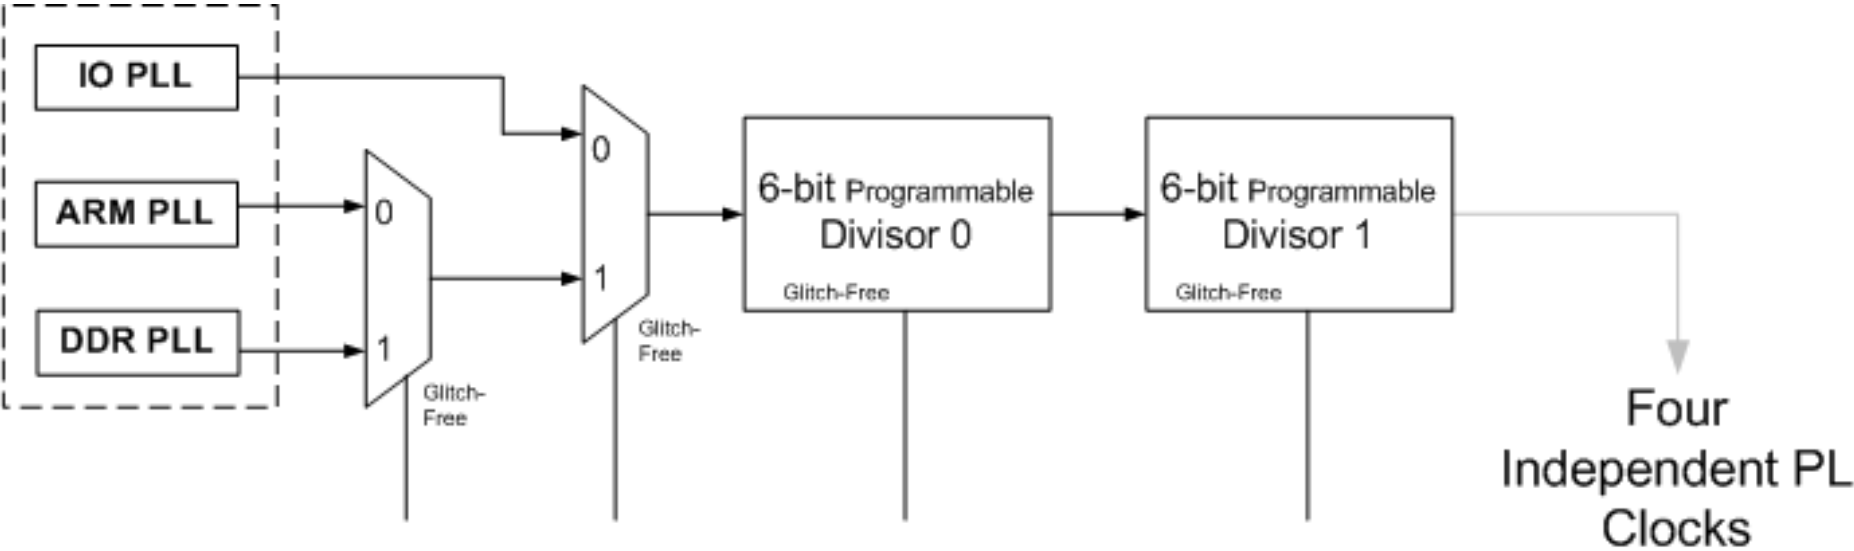 IO PLL
ARM PLL
DDR PLL
0
1
Glitch-
Free
0
1
Glitch-
Free
6-bit Programmable
Divisor 0
Glitch-Free
6-bit Programmable
Divisor 1
Glitch-Free
Four
Independent PL
Clocks